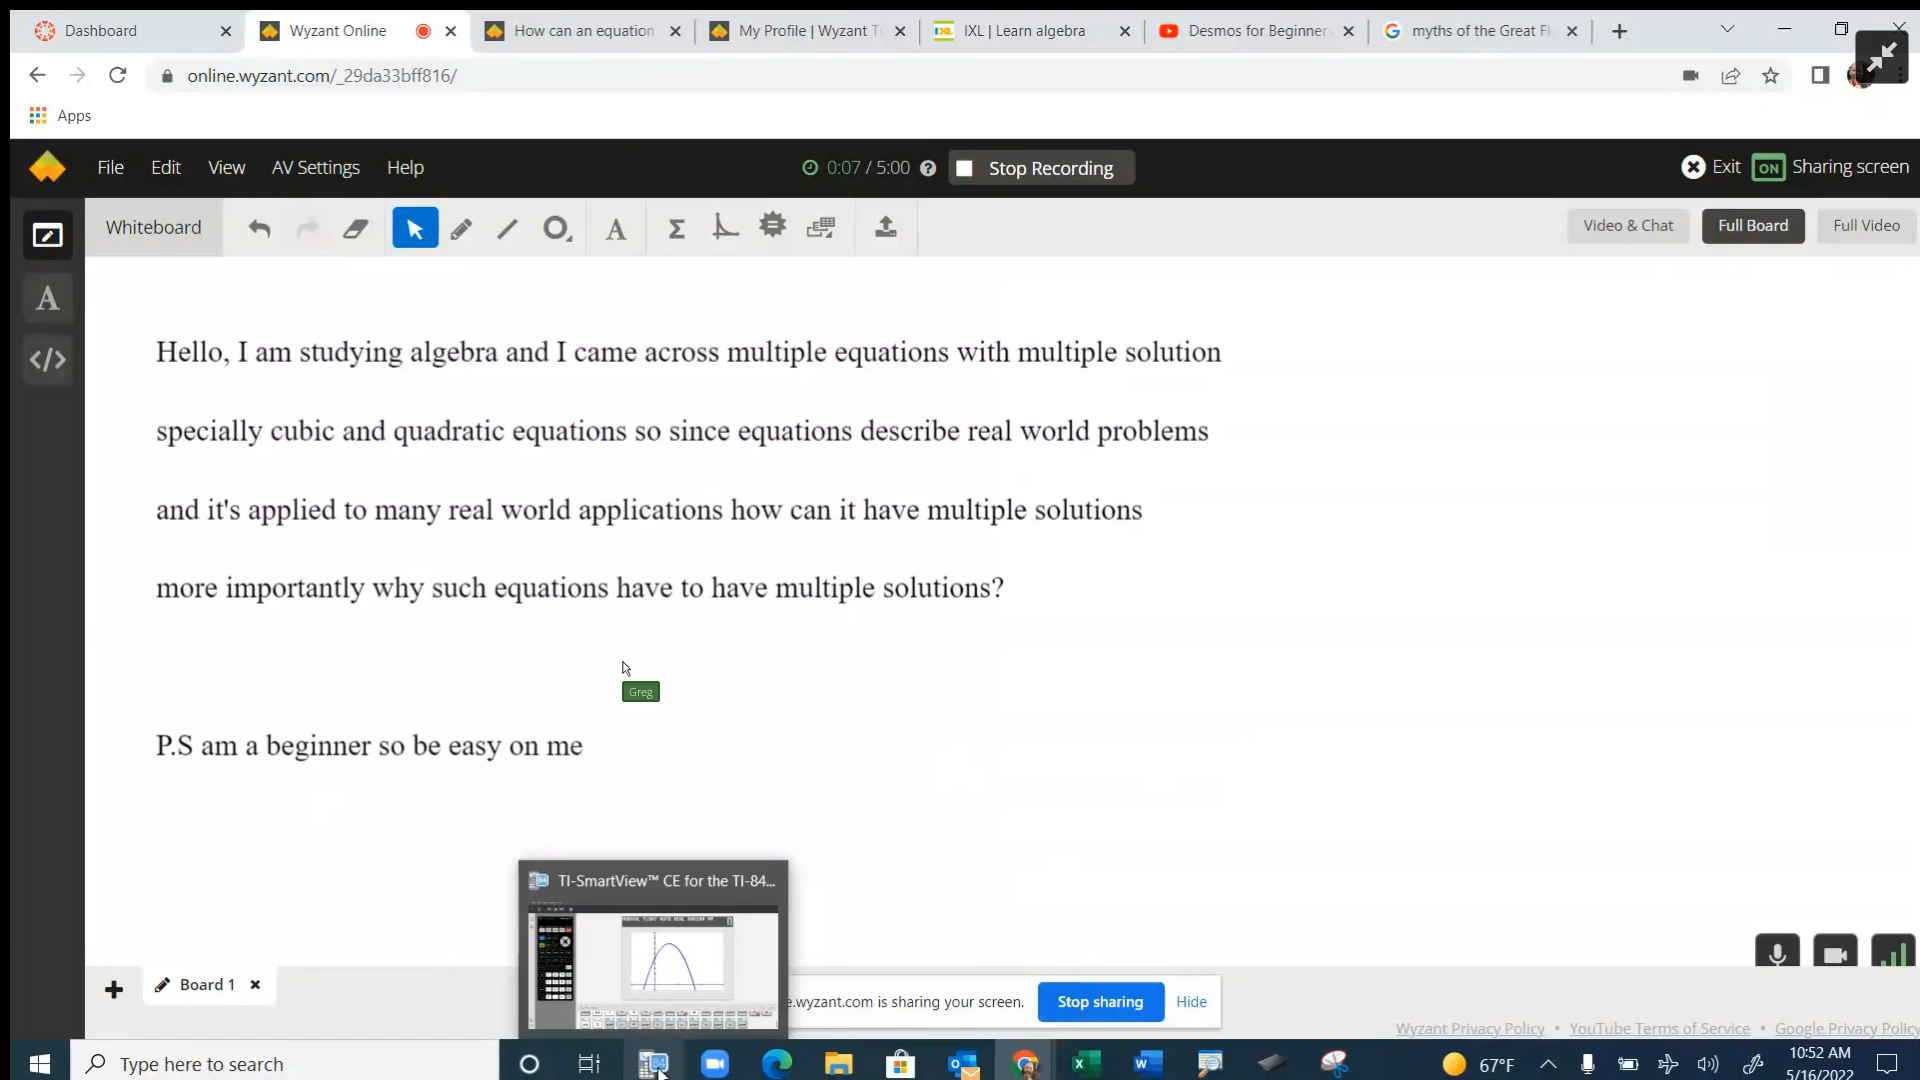 Dashboard
Wyzant Online
How can an equation
My Profile | Wyzant T
IXL | Learn algebra
Desmos for Beginners
myths of the Great Fl
online.wyzant.com/_29da33bff816/
Apps
File Edit View AV Settings Help
0:07 / 5:00
Stop Recording
Exit
ON
Sharing screen
Whiteboard
Video & Chat
Full Board
Full Video
Hello, I am studying algebra and I came across multiple equations with multiple solution
specially cubic and quadratic equations so since equations describe real world problems
and it's applied to many real world applications how can it have multiple solutions
more importantly why such equations have to have multiple solutions?
Greg
P.S am a beginner so be easy on me
TI-SmartView™ CE for the TI-84...
Board 1
e.wyzant.com is sharing your screen.
Stop sharing
Hide
Wyzant Privacy Policy • YouTube Terms of Service • Google Privacy Policy
Type here to search
67°F
10:52 AM
5/16/2022